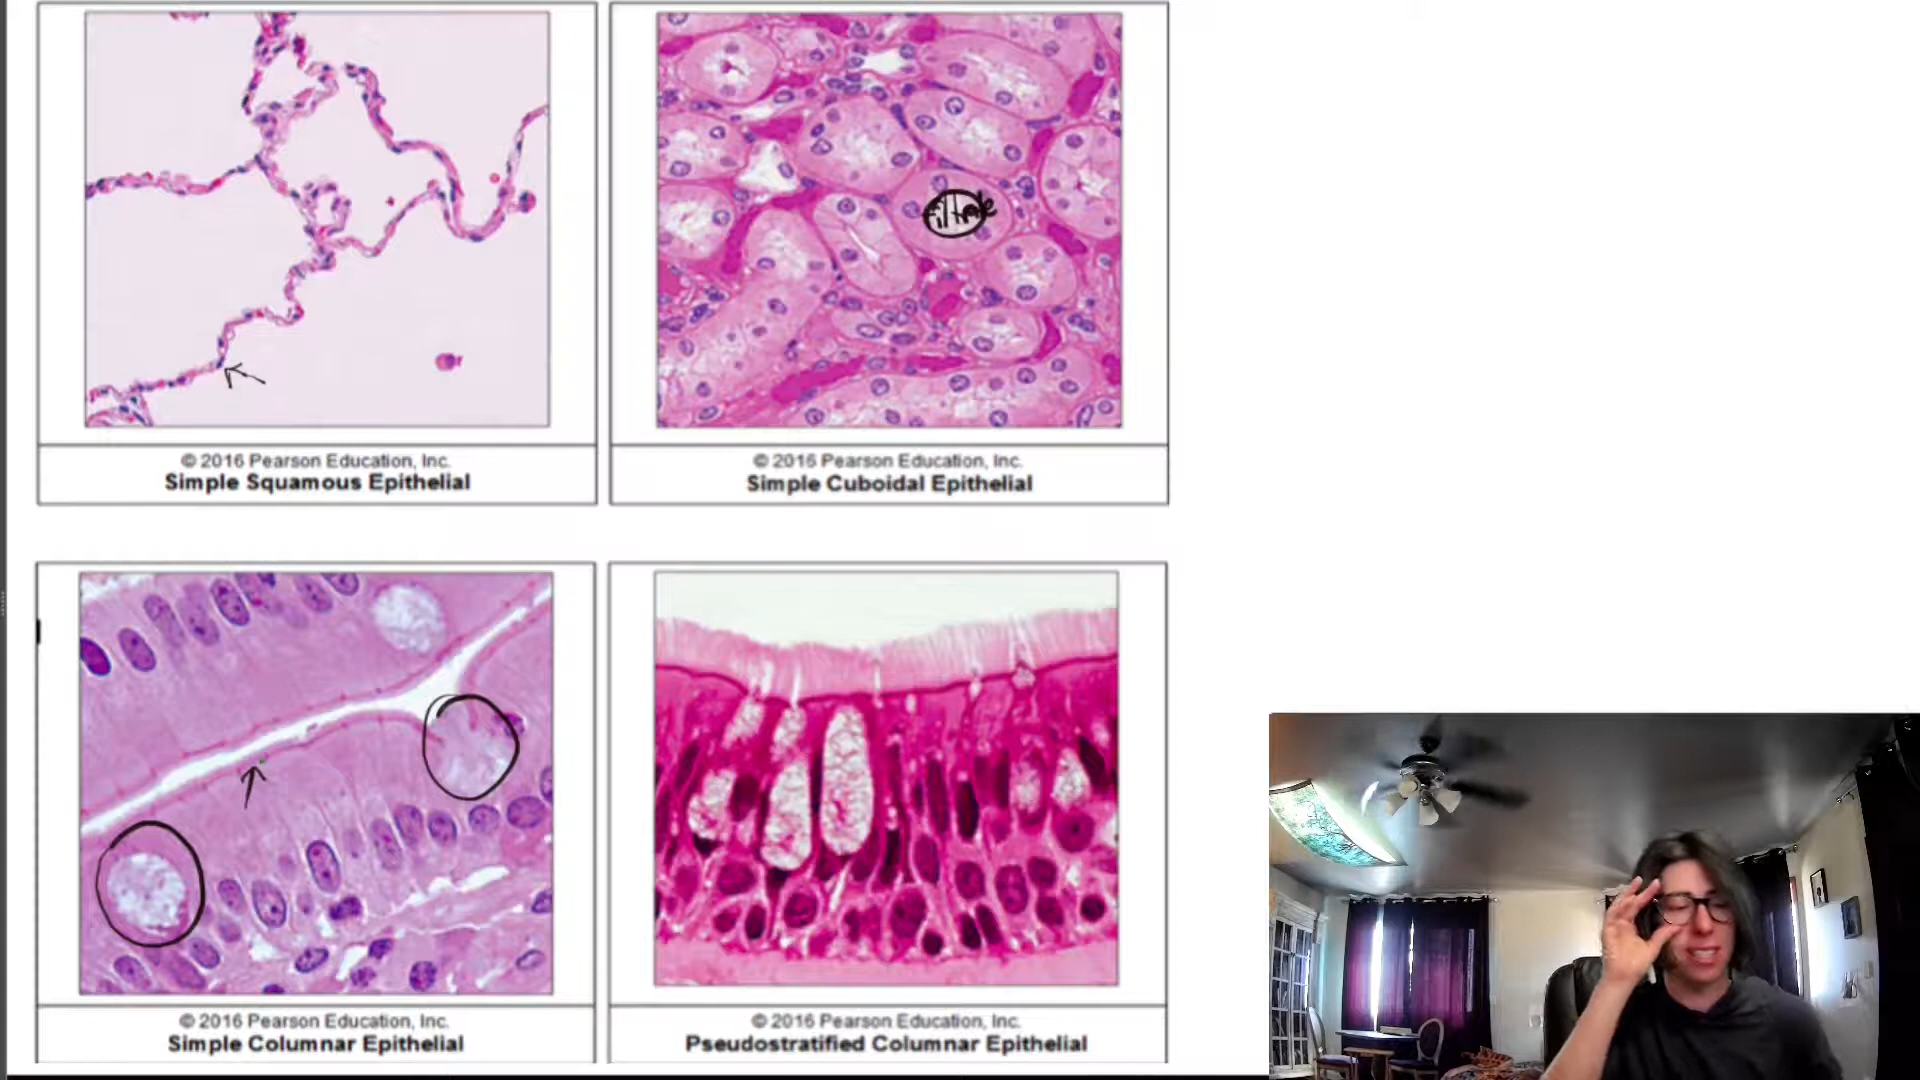 filtrate
© 2016 Pearson Education, Inc.
Simple Squamous Epithelial
© 2016 Pearson Education, Inc.
Simple Cuboidal Epithelial
© 2016 Pearson Education, Inc.
Simple Columnar Epithelial
© 2016 Pearson Education, Inc.
Pseudostratified Columnar Epithelial